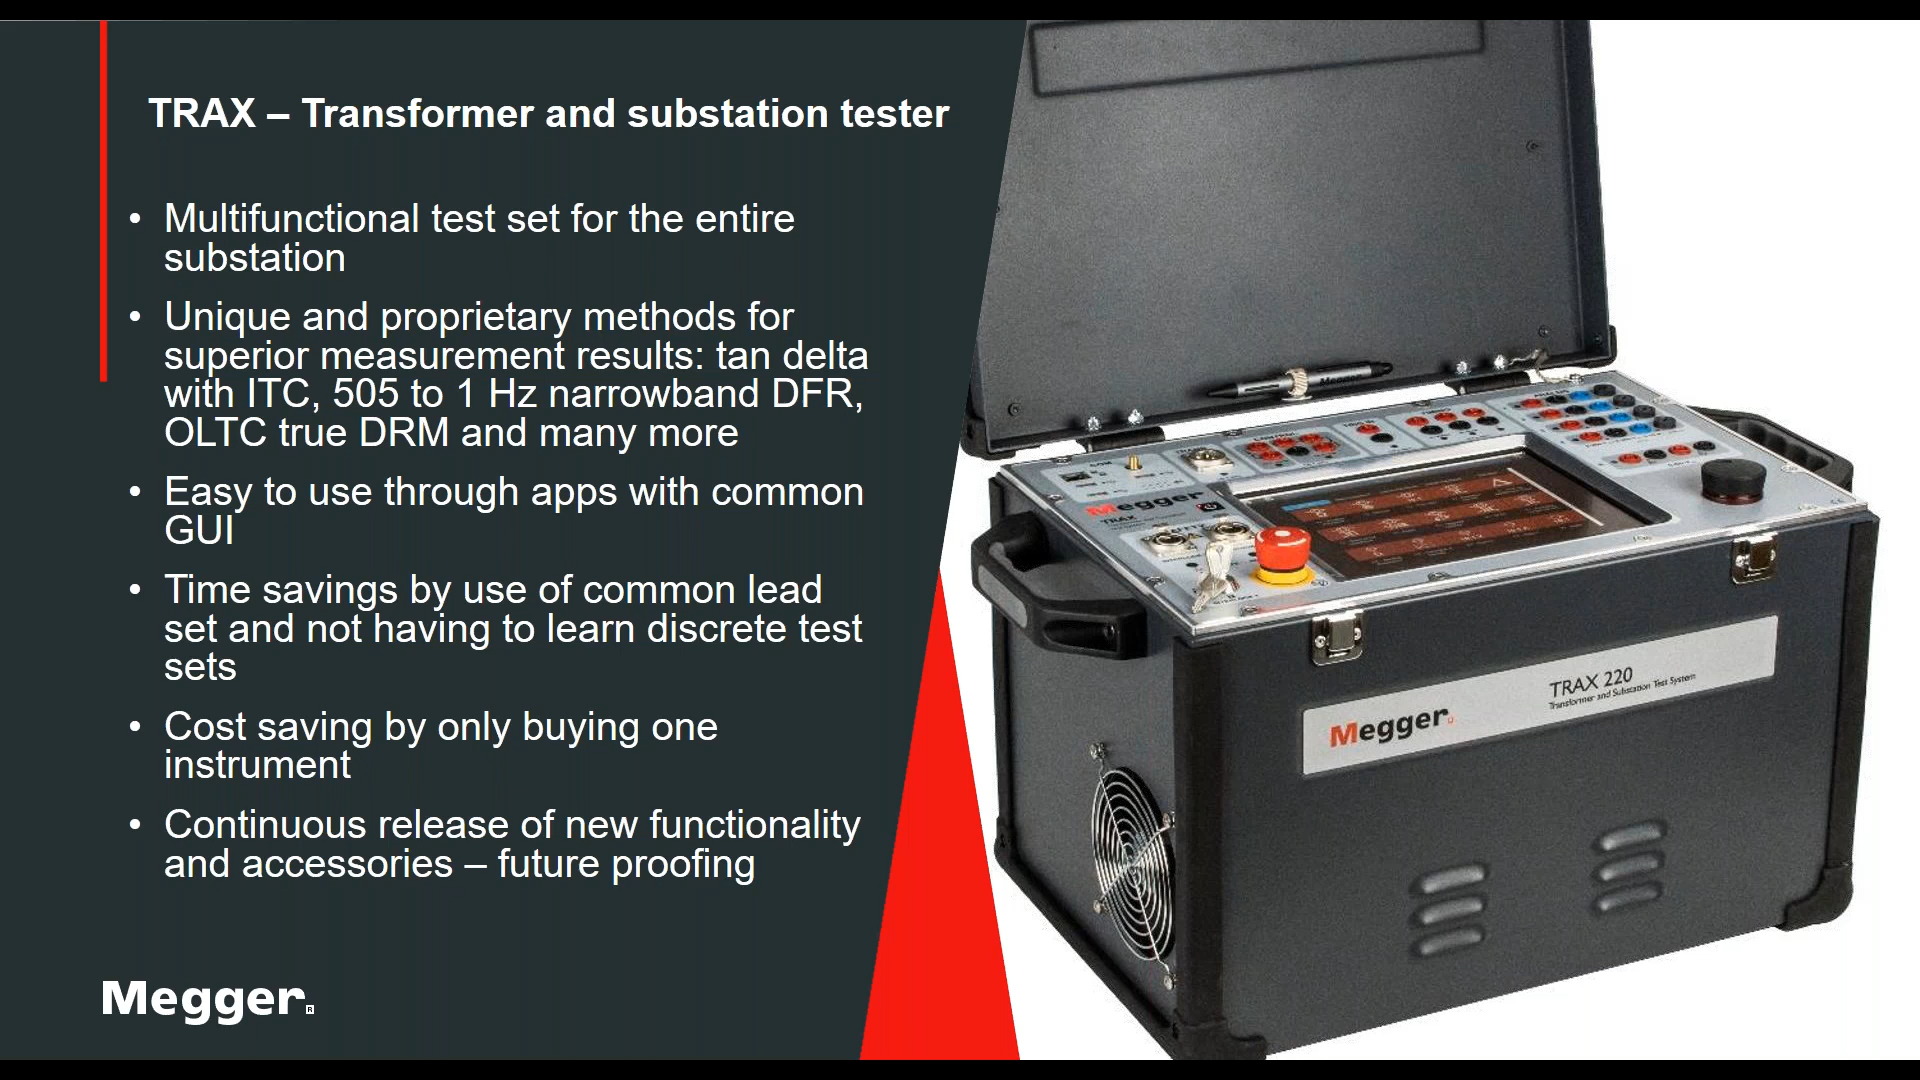 TRAX – Transformer and substation tester
• Multifunctional test set for the entire
substation
• Unique and proprietary methods for
superior measurement results: tan delta
with ITC, 505 to 1 Hz narrowband DFR,
OLTC true DRM and many more
• Easy to use through apps with common
GUI
• Time savings by use of common lead
set and not having to learn discrete test
sets
• Cost saving by only buying one
instrument
• Continuous release of new functionality
and accessories – future proofing
Megger®
Megger
TRAX
Megger
TRAX 220
Transformer and Substation Test System